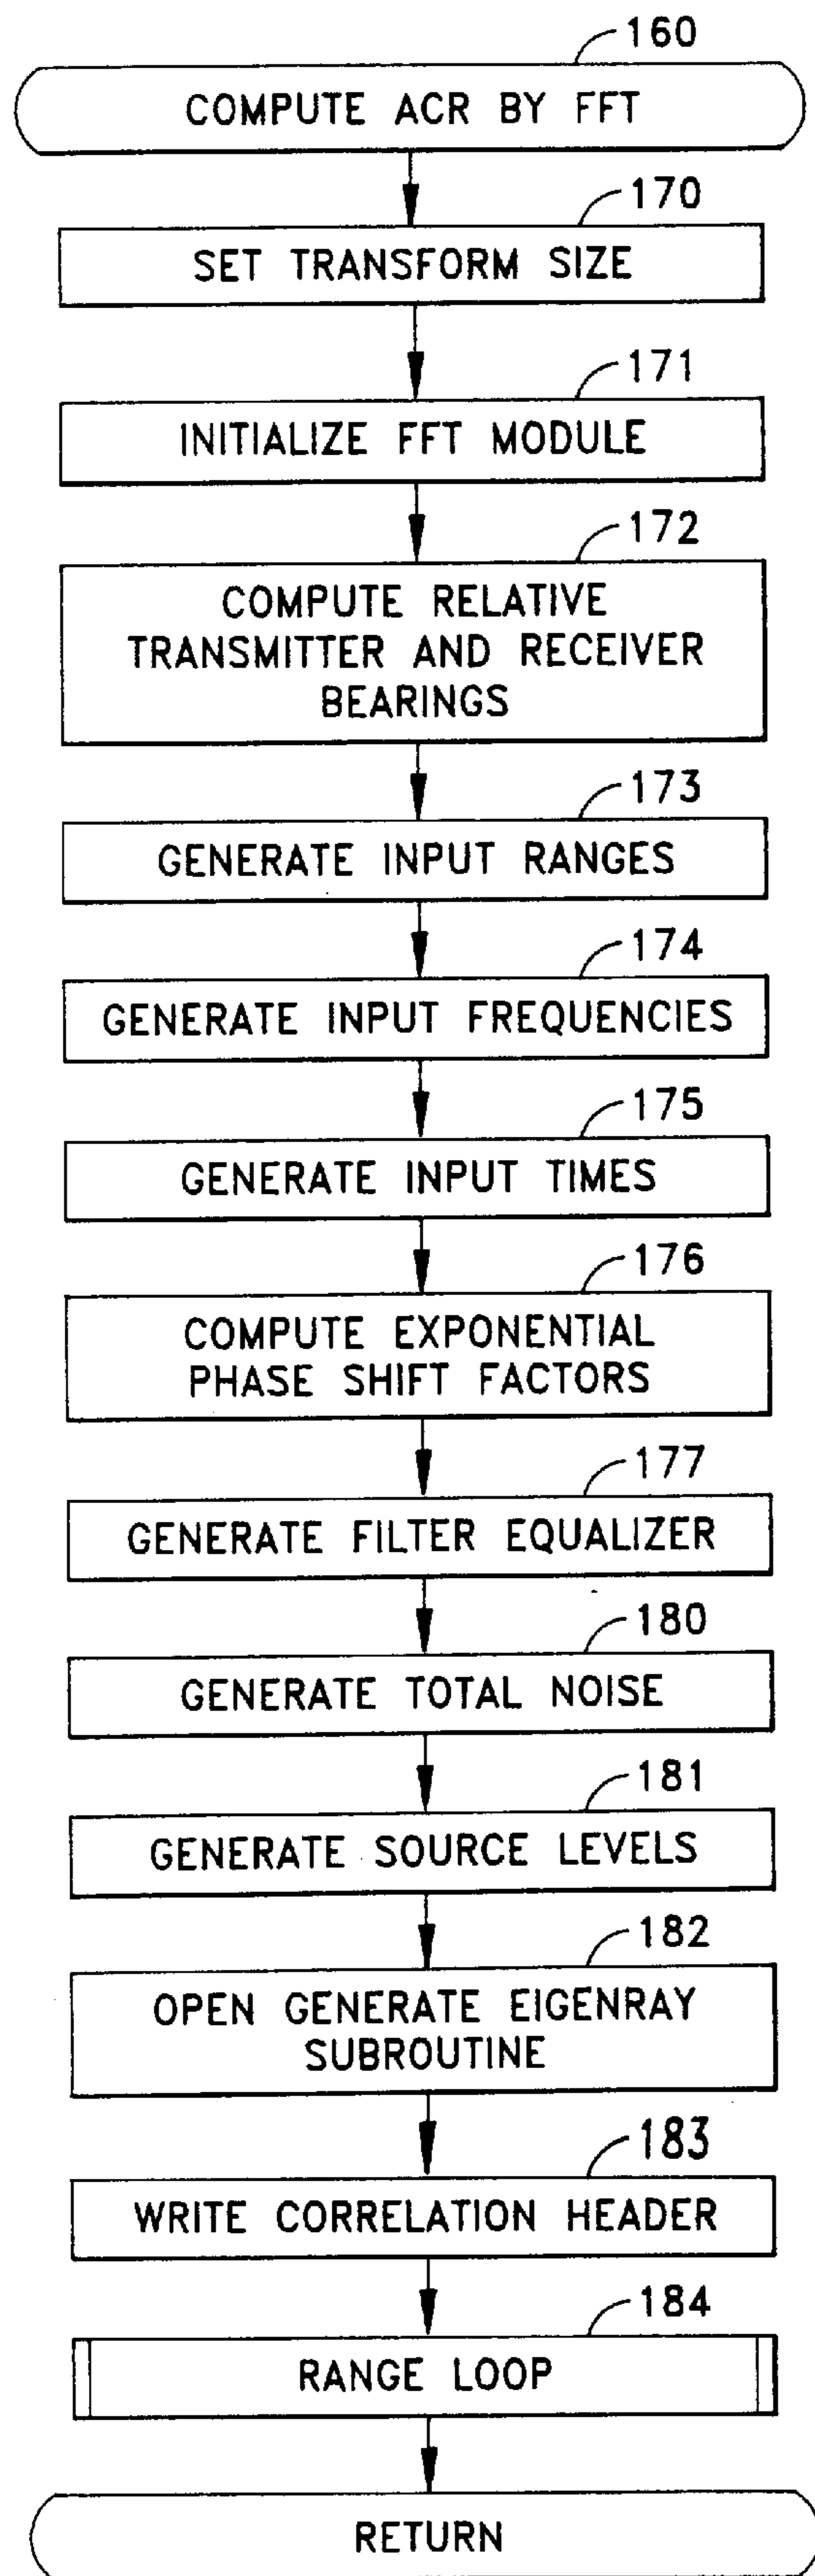 160
COMPUTE ACR BY FFT
170
SET TRANSFORM SIZE
171
INITIALIZE FFT MODULE
172
COMPUTE RELATIVE
TRANSMITTER AND RECEIVER
BEARINGS
173
GENERATE INPUT RANGES
174
GENERATE INPUT FREQUENCIES
175
GENERATE INPUT TIMES
176
COMPUTE EXPONENTIAL
PHASE SHIFT FACTORS
177
GENERATE FILTER EQUALIZER
180
GENERATE TOTAL NOISE
181
GENERATE SOURCE LEVELS
182
OPEN GENERATE EIGENRAY
SUBROUTINE
183
WRITE CORRELATION HEADER
184
RANGE LOOP
RETURN